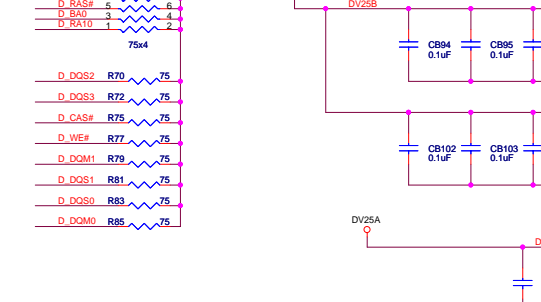 D_RAS# 5 6
D_BA0 3 4
D_RA10 1 2
75x4
D_DQS2 R70 75
D_DQS3 R72 75
D_CAS# R75 75
D_WE# R77 75
D_DQM1 R79 75
D_DQS1 R81 75
D_DQS0 R83 75
D_DQM0 R85 75
DV25B
CB94 CB95
0.1uF 0.1uF
CB102 CB103
0.1uF 0.1uF
DV25A
D